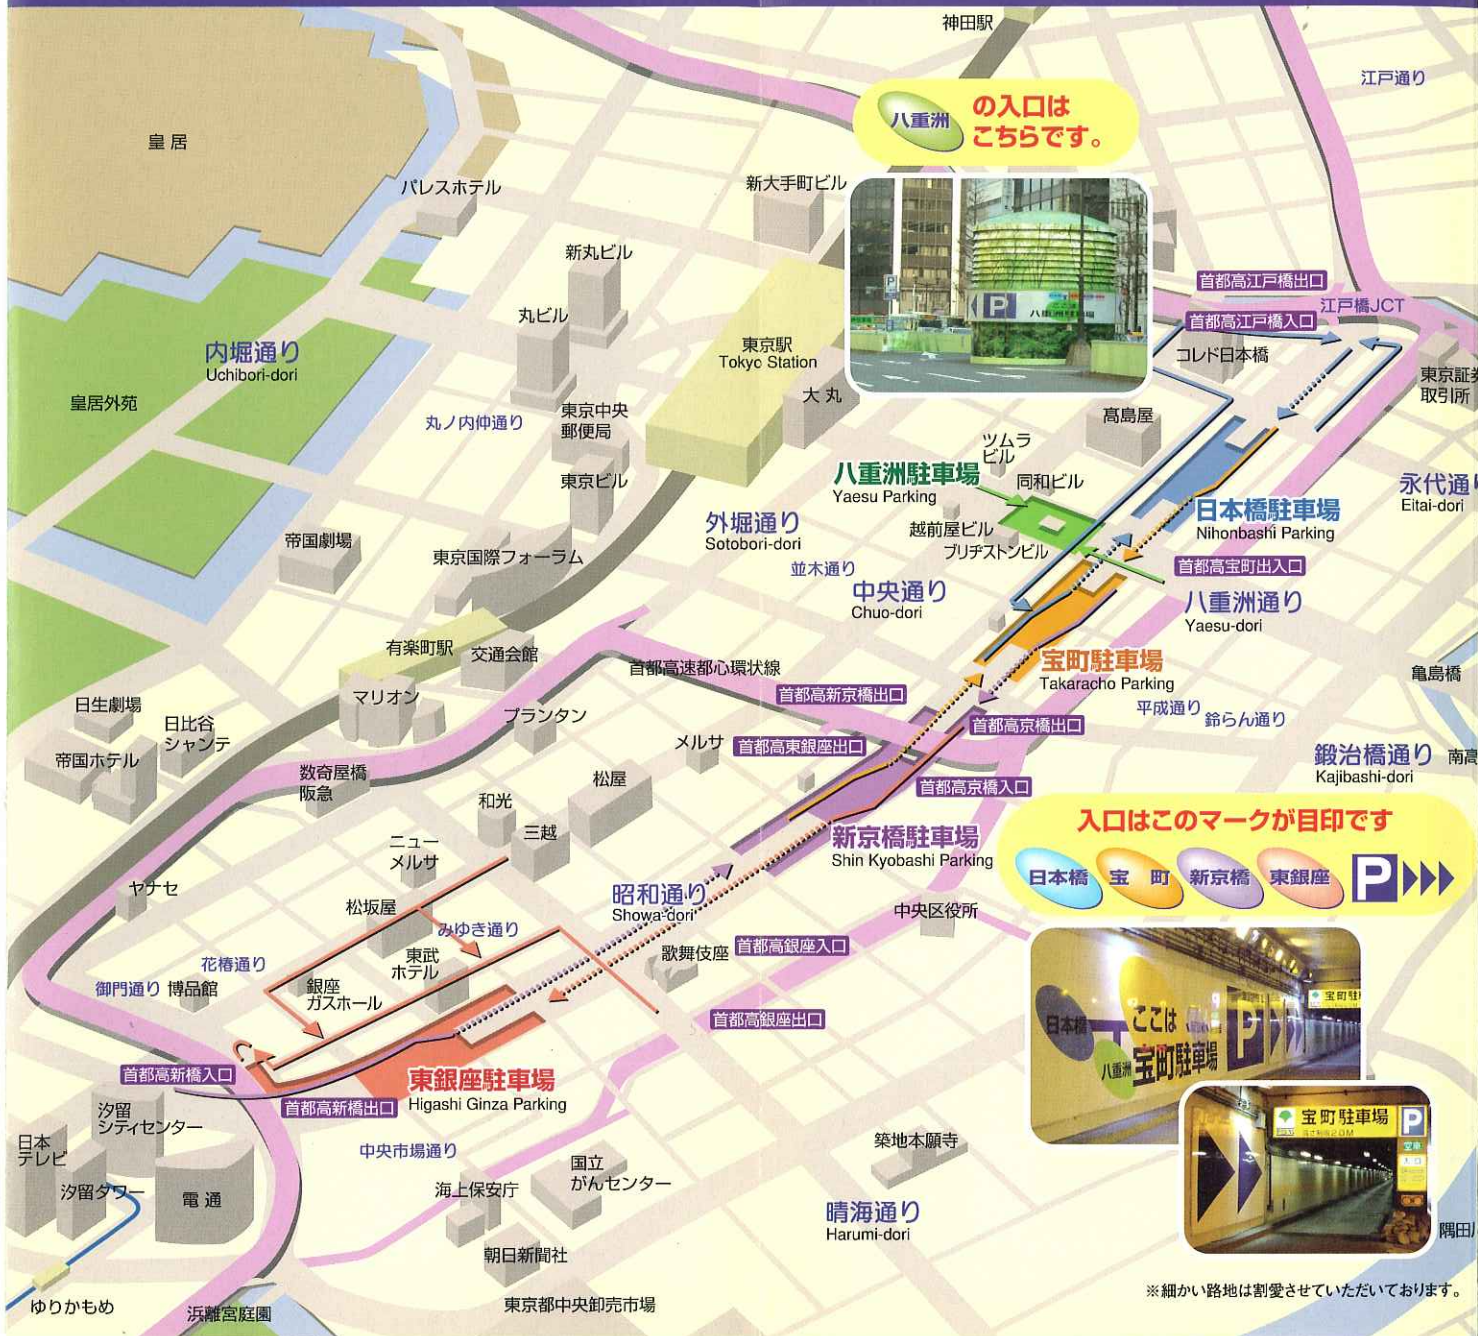 神田駅
江戸通り
八重洲
の入口は
こちらです。
皇居
パレスホテル
新大手町ビル
新丸ビル
丸ビル
P
八重洲駐車場
首都高江戸橋出口
江戸橋JCT
首都高江戸橋入口
コレド日本橋
東京証券
取引所
内堀通り
Uchibori-dori
東京駅
Tokyo Station
大丸
皇居外苑
丸ノ内仲通り
東京中央
郵便局
髙島屋
ツムラ
ビル
同和ビル
八重洲駐車場
Yaesu Parking
東京ビル
永代通り
Eitai-dori
日本橋駐車場
Nihonbashi Parking
外堀通り
Sotobori-dori
越前屋ビル
ブリヂストンビル
帝国劇場
東京国際フォーラム
並木通り
中央通り
Chuo-dori
首都高宝町出入口
八重洲通り
Yaesu-dori
有楽町駅
交通会館
首都高速都心環状線
宝町駐車場
Takaracho Parking
亀島橋
首都高新京橋出口
平成通り
鈴らん通り
首都高京橋出口
マリオン
日生劇場
日比谷
シャンテ
プランタン
メルサ
首都高東銀座出口
帝国ホテル
数奇屋橋
阪急
松屋
首都高京橋入口
鍛治橋通り
Kajibashi-dori
南高
和光
三越
ニュー
メルサ
新京橋駐車場
Shin Kyobashi Parking
入口はこのマークが目印です
日本橋
宝町
新京橋
東銀座
P
ヤナセ
松坂屋
昭和通り
Showa-dori
中央区役所
みゆき通り
花椿通り
東武
ホテル
歌舞伎座
首都高銀座入口
御門通り
博品館
銀座
ガスホール
首都高銀座出口
日本橋
ここは
宝町駐車場
八重洲
P
宝町駐
首都高新橋入口
首都高新橋出口
東銀座駐車場
Higashi Ginza Parking
汐留
シティセンター
宝町駐車場
P
2.0M
空車
入口
日本
テレビ
中央市場通り
築地本願寺
国立
がんセンター
汐留タワー
電通
海上保安庁
晴海通り
Harumi-dori
隅田川
朝日新聞社
※細かい路地は割愛させていただいております。
ゆりかもめ
浜離宮庭園
東京都中央卸売市場